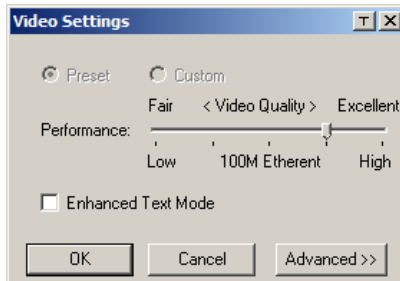 Video Settings T X
Preset Custom
Fair < Video Quality > Excellent
Performance:
Low 100M Etherent High
Enhanced Text Mode
OK Cancel Advanced >>